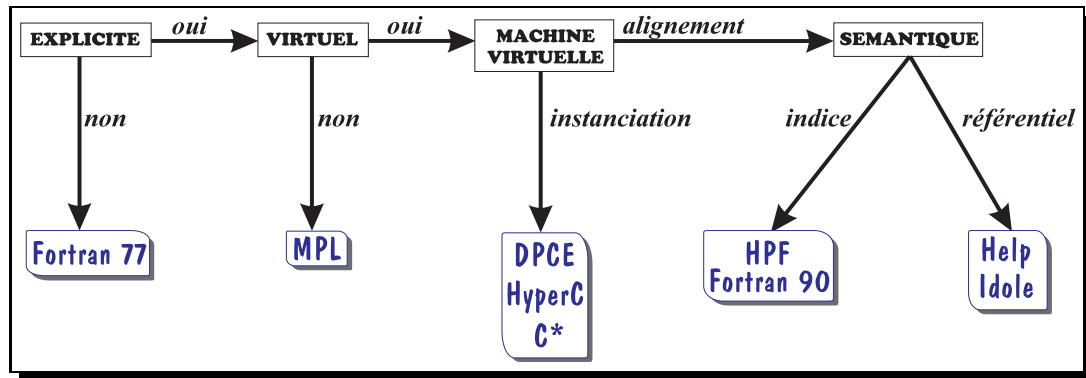 EXPLICITE
oui
VIRTUEL
oui
MACHINE
VIRTUELLE
alignement
SEMANTIQUE
non
non
instanciation
indice
référentiel
Fortran 77
MPL
DPCE
HyperC
C*
HPF
Fortran 90
Help
Idole